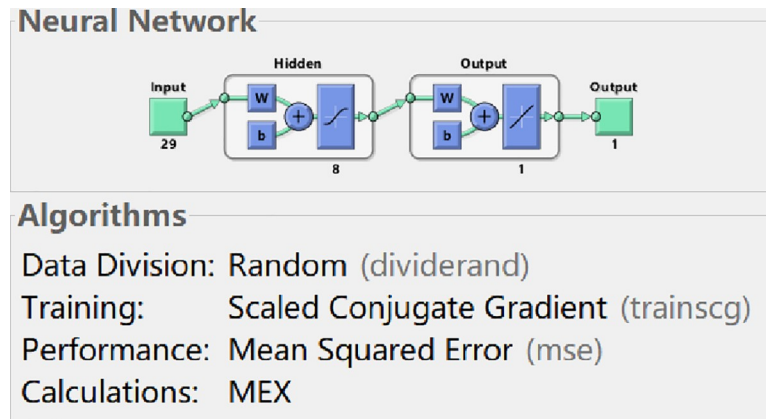 Neural Network
Hidden Output
Input Output
W b + W b +
29 8 1 1
Algorithms
Data Division: Random (dividerand)
Training: Scaled Conjugate Gradient (trainscg)
Performance: Mean Squared Error (mse)
Calculations: MEX